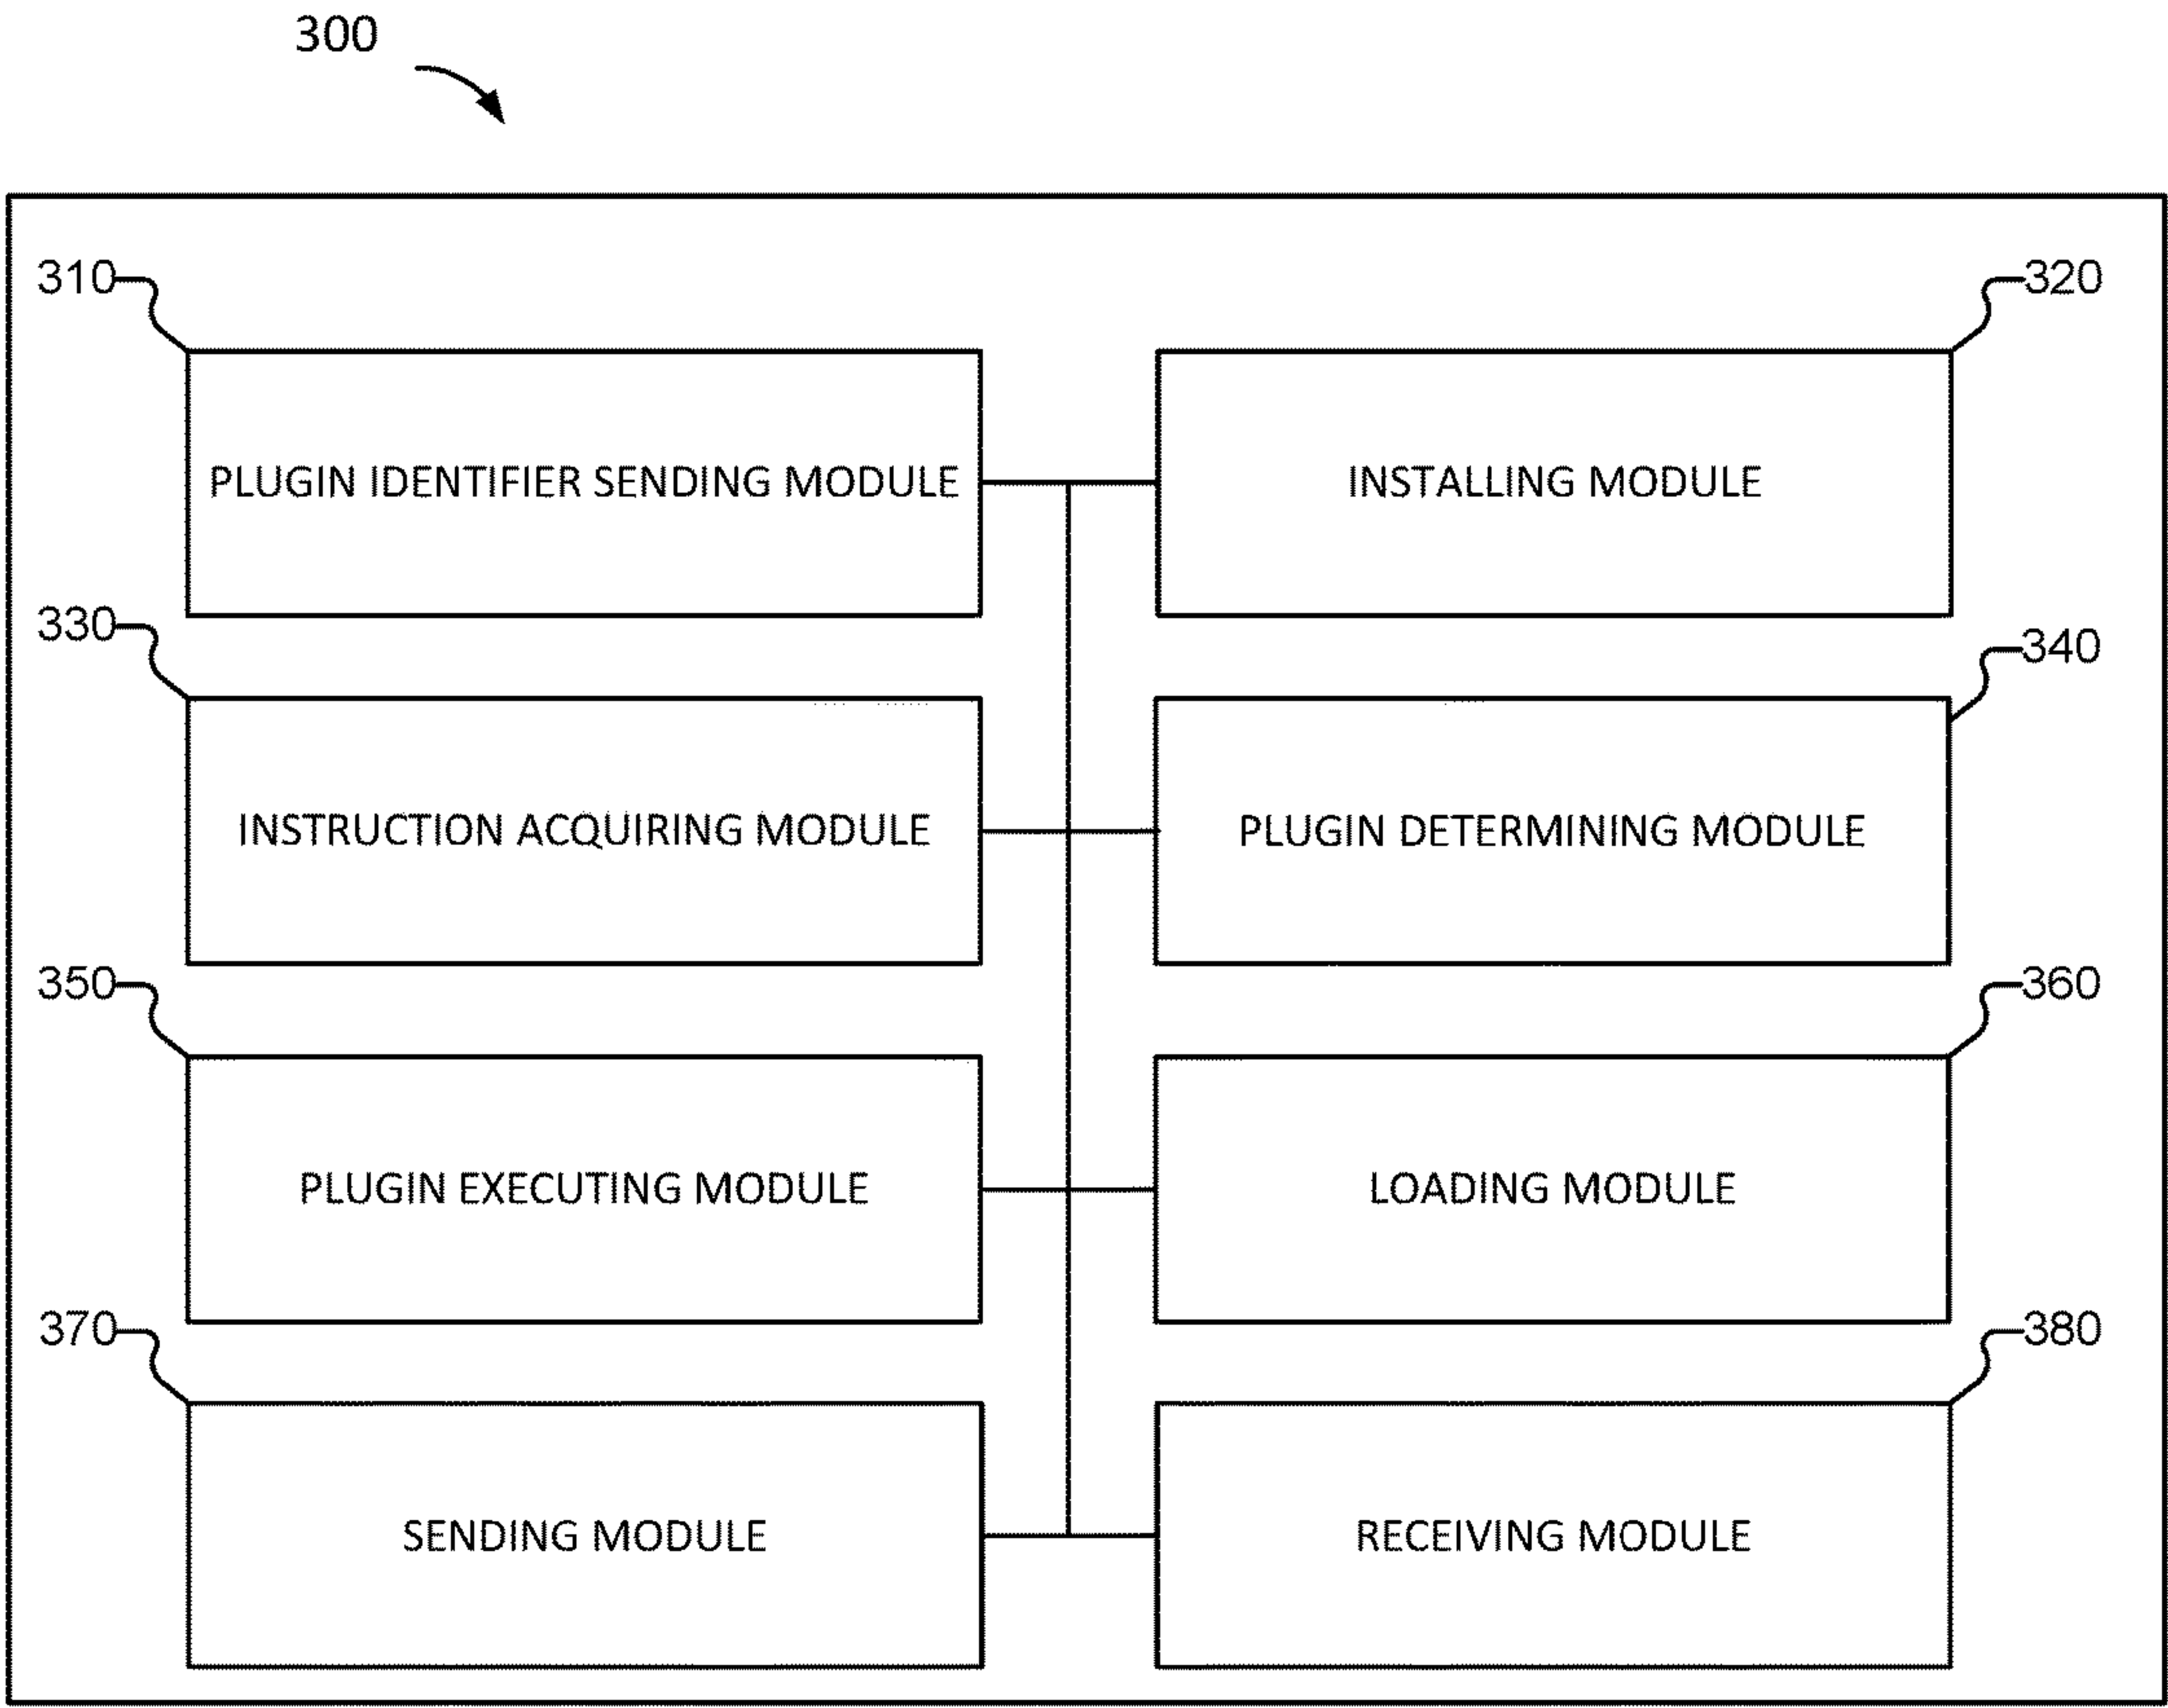 300
310
320
PLUGIN IDENTIFIER SENDING MODULE
INSTALLING MODULE
330
340
INSTRUCTION ACQUIRING MODULE
PLUGIN DETERMINING MODULE
350
360
PLUGIN EXECUTING MODULE
LOADING MODULE
370
380
SENDING MODULE
RECEIVING MODULE